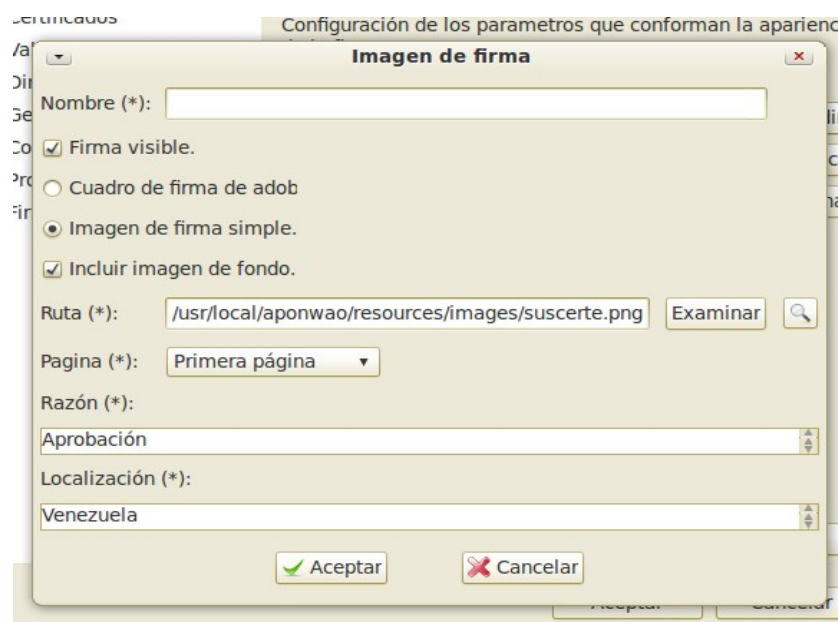 Configuración de los parametros que conforman la aparienc
Imagen de firma
Nombre (*):
Firma visible.
Cuadro de firma de adob
Imagen de firma simple.
Incluir imagen de fondo.
Ruta (*): /usr/local/aponwao/resources/images/suscerte.png Examinar
Pagina (*): Primera página
Razón (*):
Aprobación
Localización (*):
Venezuela
Aceptar Cancelar
Aceptar Cancelar